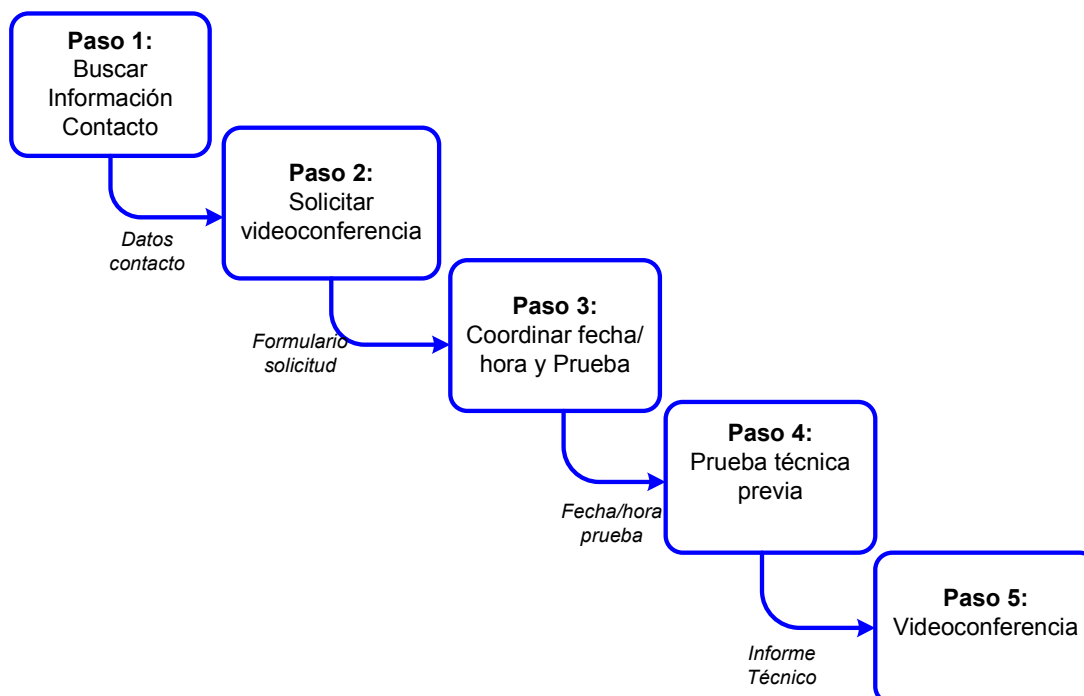 Paso 1:
Buscar
Información
Contacto
Datos
contacto
Paso 2:
Solicitar
videoconferencia
Formulario
solicitud
Paso 3:
Coordinar fecha/
hora y Prueba
Fecha/hora
prueba
Paso 4:
Prueba técnica
previa
Informe
Técnico
Paso 5:
Videoconferencia